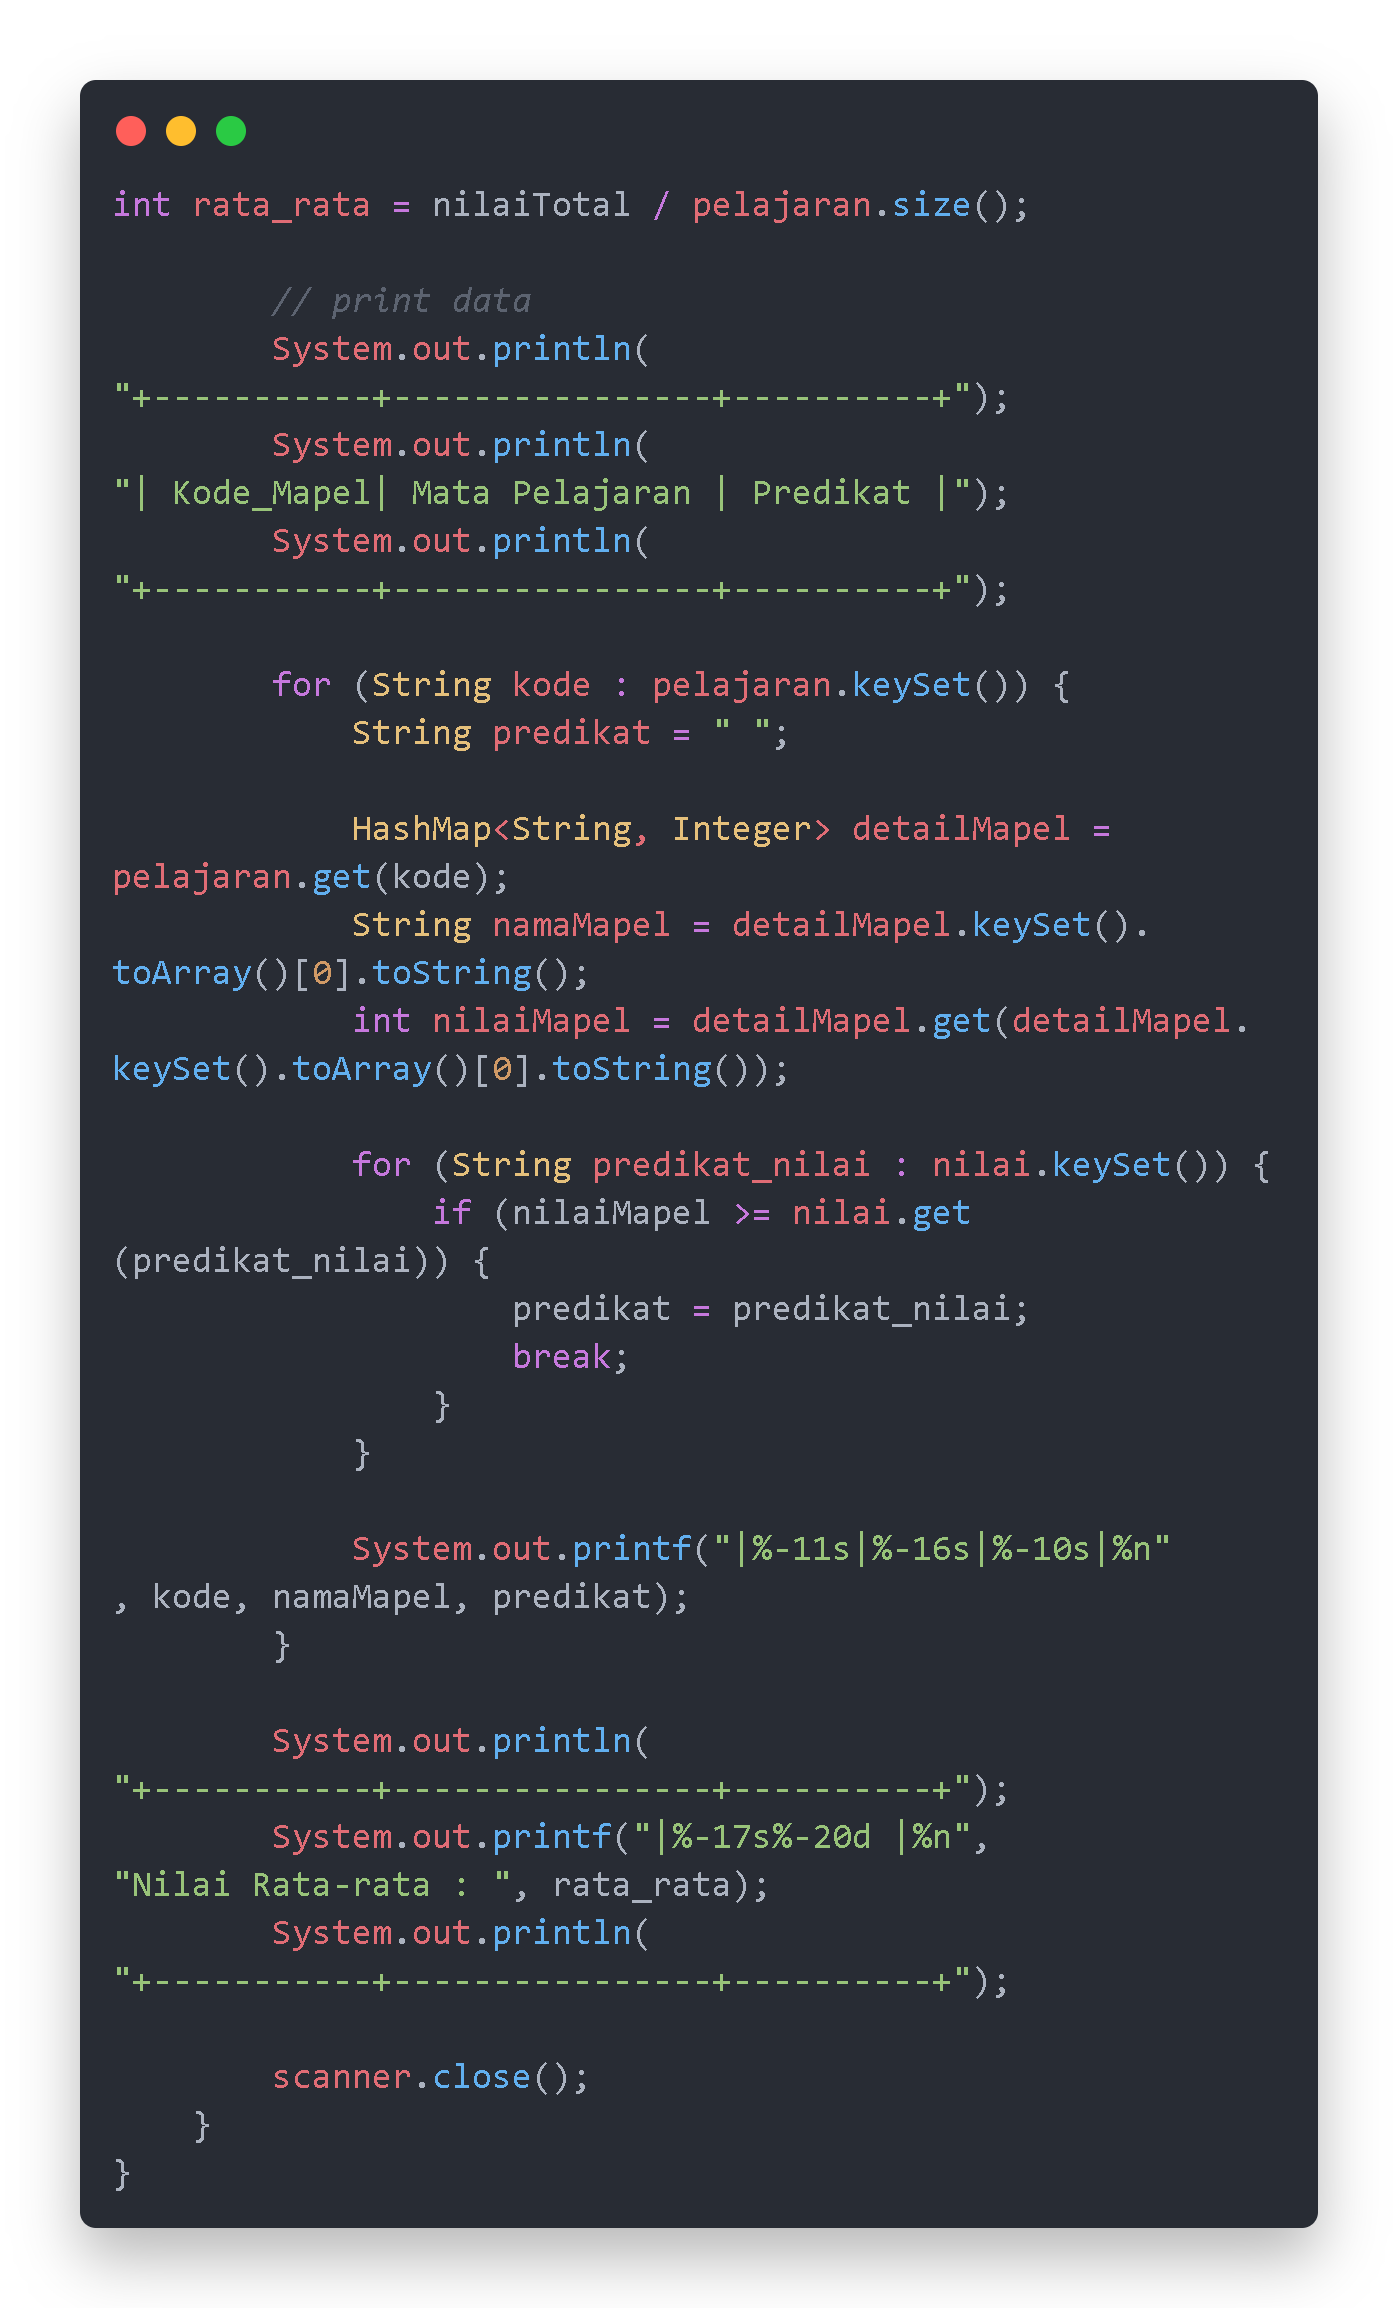 int rata_rata = nilaiTotal / pelajaran.size();

        // print data
        System.out.println(
"+-----------+----------------+----------+");
        System.out.println(
"| Kode_Mapel| Mata Pelajaran | Predikat |");
        System.out.println(
"+-----------+----------------+----------+");

        for (String kode : pelajaran.keySet()) {
            String predikat = " ";

            HashMap<String, Integer> detailMapel =
pelajaran.get(kode);
            String namaMapel = detailMapel.keySet().
toArray()[0].toString();
            int nilaiMapel = detailMapel.get(detailMapel.
keySet().toArray()[0].toString());

            for (String predikat_nilai : nilai.keySet()) {
                if (nilaiMapel >= nilai.get
(predikat_nilai)) {
                    predikat = predikat_nilai;
                    break;
                }
            }

            System.out.printf("|%-11s|%-16s|%-10s|%n"
, kode, namaMapel, predikat);
        }

        System.out.println(
"+-----------+----------------+----------+");
        System.out.printf("|%-17s%-20d |%n",
"Nilai Rata-rata : ", rata_rata);
        System.out.println(
"+-----------+----------------+----------+");

        scanner.close();
    }
}